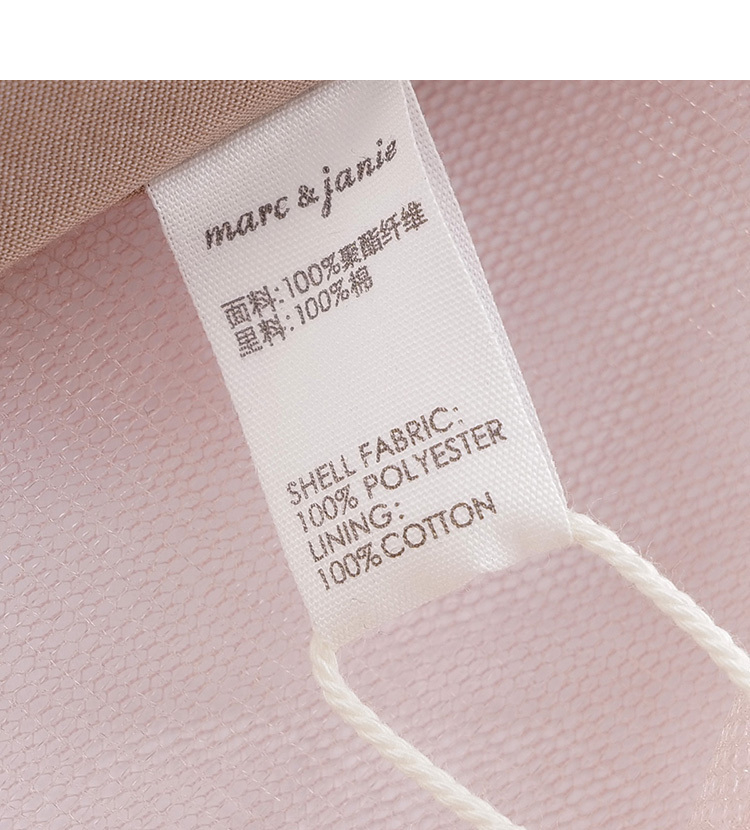 marc & janie
面料:100%聚酯纤维
里料:100%棉
SHELL FABRIC:
100% POLYESTER
LINING:
100%COTTON